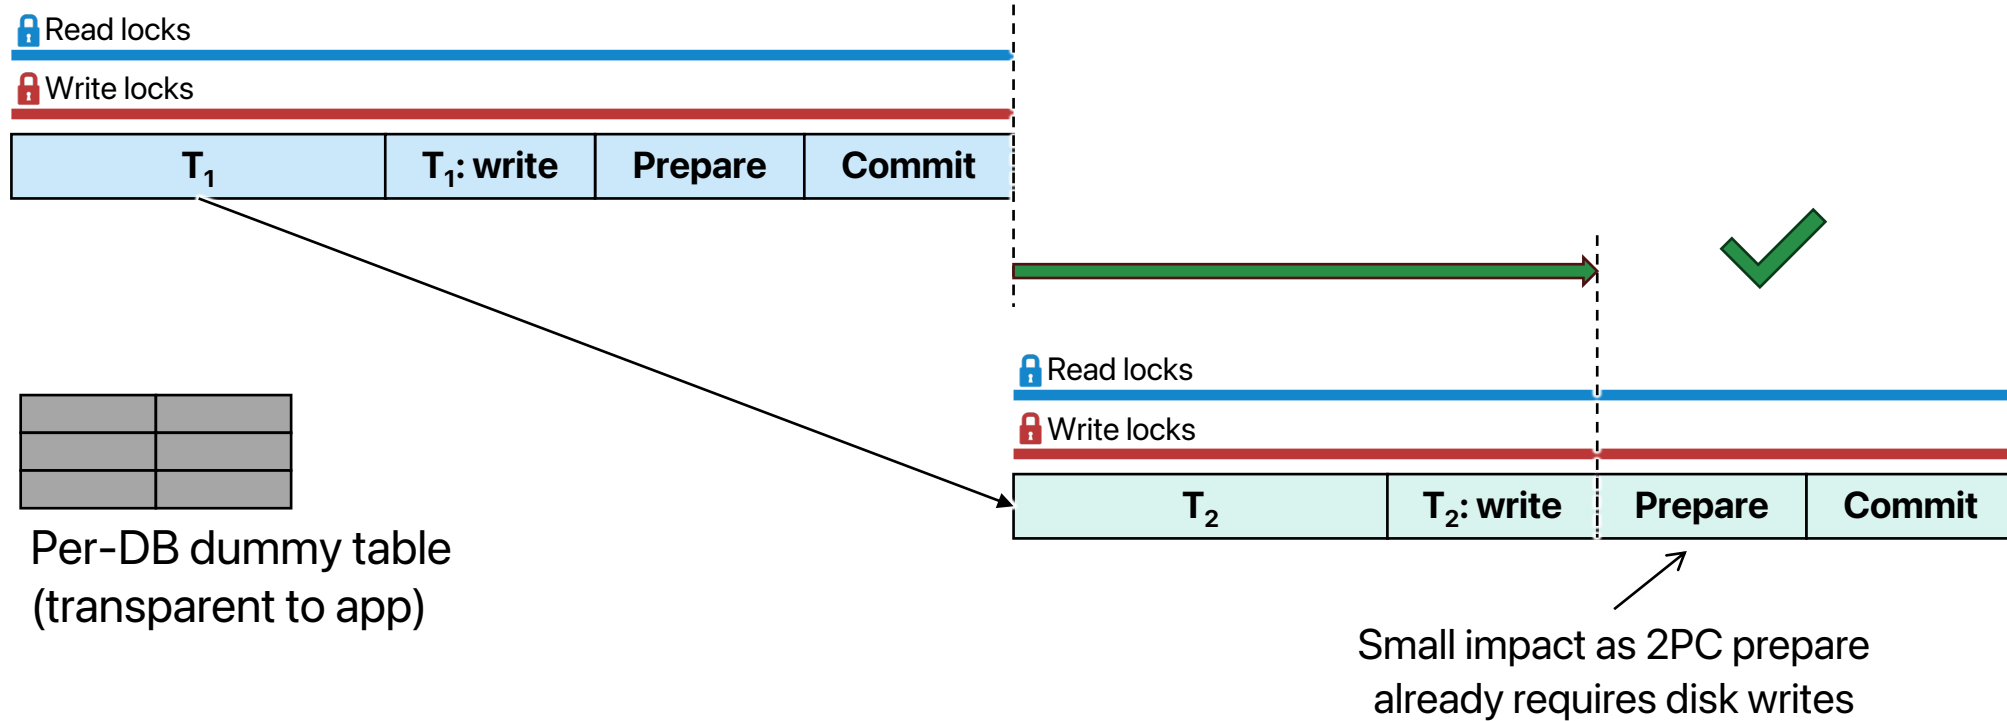 Read locks
Write locks
T₁
T₁: write
Prepare
Commit
Read locks
Write locks
T₂
T₂: write
Prepare
Commit
Per-DB dummy table
(transparent to app)
Small impact as 2PC prepare
already requires disk writes